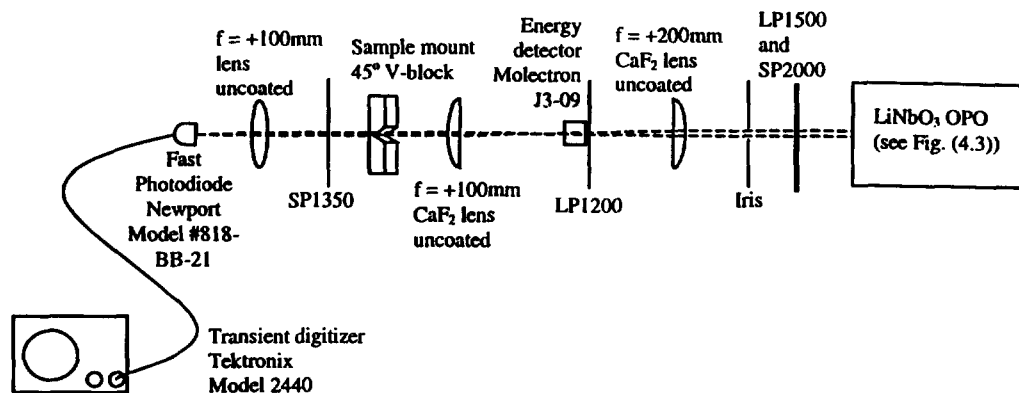 f = +100mm
lens
uncoated
Sample mount
45° V-block
Energy
detector
Molectron
J3-09
f = +200mm
CaF₂ lens
uncoated
LP1500
and
SP2000
LiNbO₃ OPO
(see Fig. (4.3))
Fast
Photodiode
Newport
Model #818-
BB-21
SP1350
f = +100mm
CaF₂ lens
uncoated
LP1200
Iris
Transient digitizer
Tektronix
Model 2440